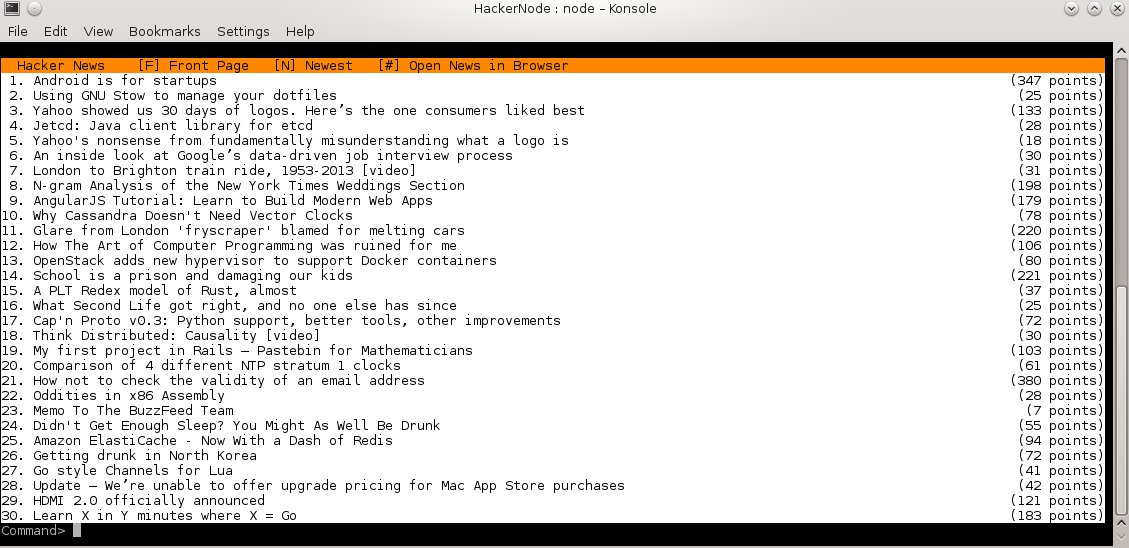 HackerNode : node – Konsole
File Edit View Bookmarks Settings Help
Hacker News [F] Front Page [N] Newest [#] Open News in Browser
1. Android is for startups (347 points)
2. Using GNU Stow to manage your dotfiles (25 points)
3. Yahoo showed us 30 days of logos. Here’s the one consumers liked best (133 points)
4. Jetcd: Java client library for etcd (28 points)
5. Yahoo's nonsense from fundamentally misunderstanding what a logo is (18 points)
6. An inside look at Google’s data-driven job interview process (30 points)
7. London to Brighton train ride, 1953-2013 [video] (31 points)
8. N-gram Analysis of the New York Times Weddings Section (198 points)
9. AngularJS Tutorial: Learn to Build Modern Web Apps (179 points)
10. Why Cassandra Doesn't Need Vector Clocks (78 points)
11. Glare from London 'fryscraper' blamed for melting cars (220 points)
12. How The Art of Computer Programming was ruined for me (106 points)
13. OpenStack adds new hypervisor to support Docker containers (80 points)
14. School is a prison and damaging our kids (221 points)
15. A PLT Redex model of Rust, almost (37 points)
16. What Second Life got right, and no one else has since (25 points)
17. Cap'n Proto v0.3: Python support, better tools, other improvements (72 points)
18. Think Distributed: Causality [video] (30 points)
19. My first project in Rails – Pastebin for Mathematicians (103 points)
20. Comparison of 4 different NTP stratum 1 clocks (61 points)
21. How not to check the validity of an email address (380 points)
22. Oddities in x86 Assembly (28 points)
23. Memo To The BuzzFeed Team (7 points)
24. Didn't Get Enough Sleep? You Might As Well Be Drunk (55 points)
25. Amazon ElastiCache - Now With a Dash of Redis (94 points)
26. Getting drunk in North Korea (72 points)
27. Go style Channels for Lua (41 points)
28. Update – We’re unable to offer upgrade pricing for Mac App Store purchases (42 points)
29. HDMI 2.0 officially announced (121 points)
30. Learn X in Y minutes where X = Go (183 points)
Command>